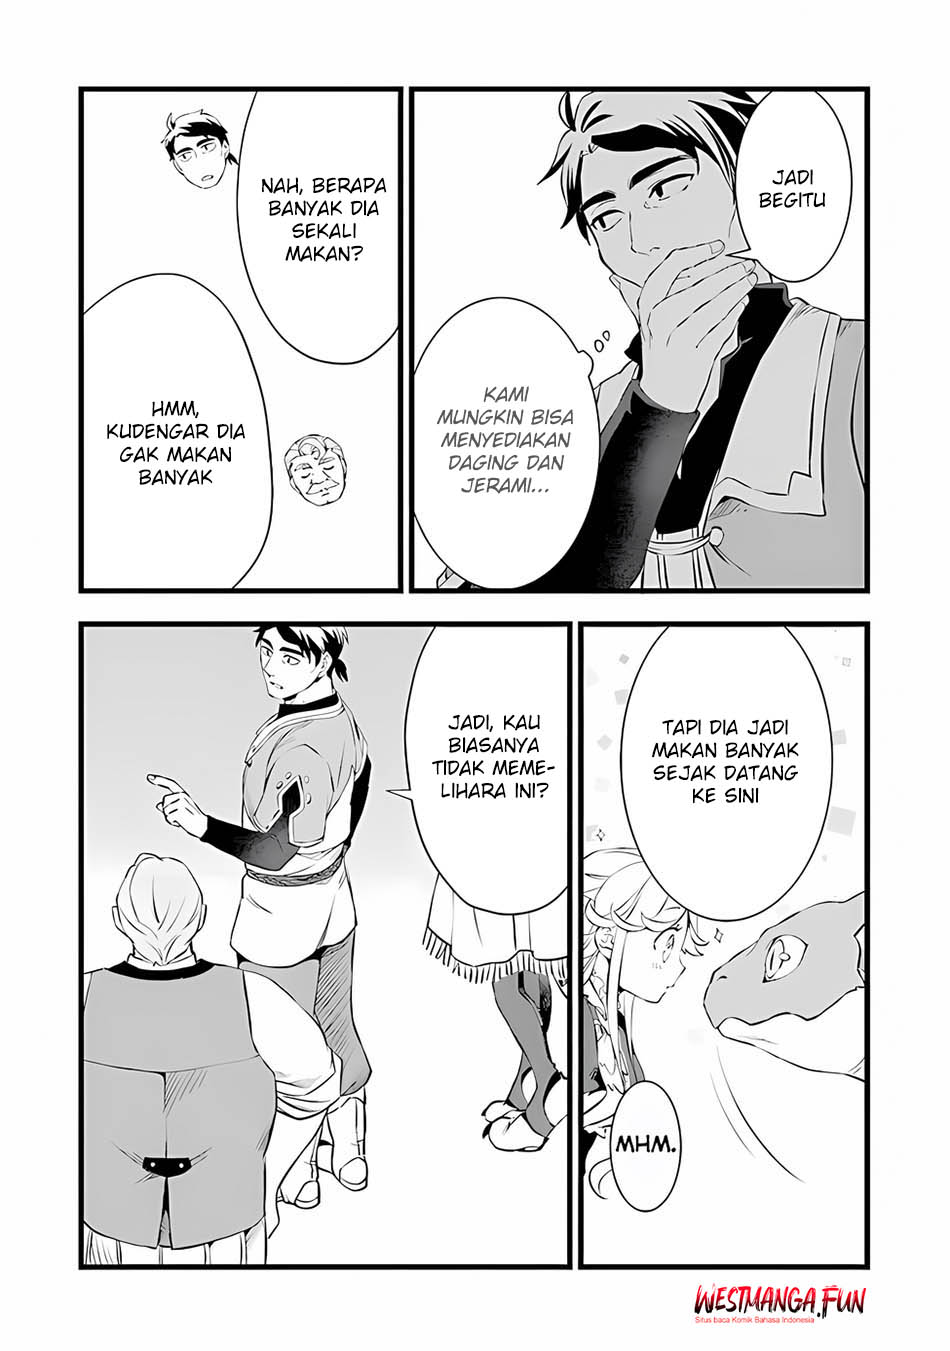 JADI
BEGITU
KAMI
MUNGKIN BISA
MENYEDIAKAN
DAGING DAN
JERAMI...
NAH, BERAPA
BANYAK DIA
SEKALI
MAKAN?
HMM,
KUDENGAR DIA
GAK MAKAN
BANYAK
TAPI DIA JADI
MAKAN BANYAK
SEJAK DATANG
KE SINI
MHM.
JADI, KAU
BIASANYA
TIDAK MEME-
LIHARA INI?
WESTMANGA.FUN
Situs baca Komik Bahasa Indonesia